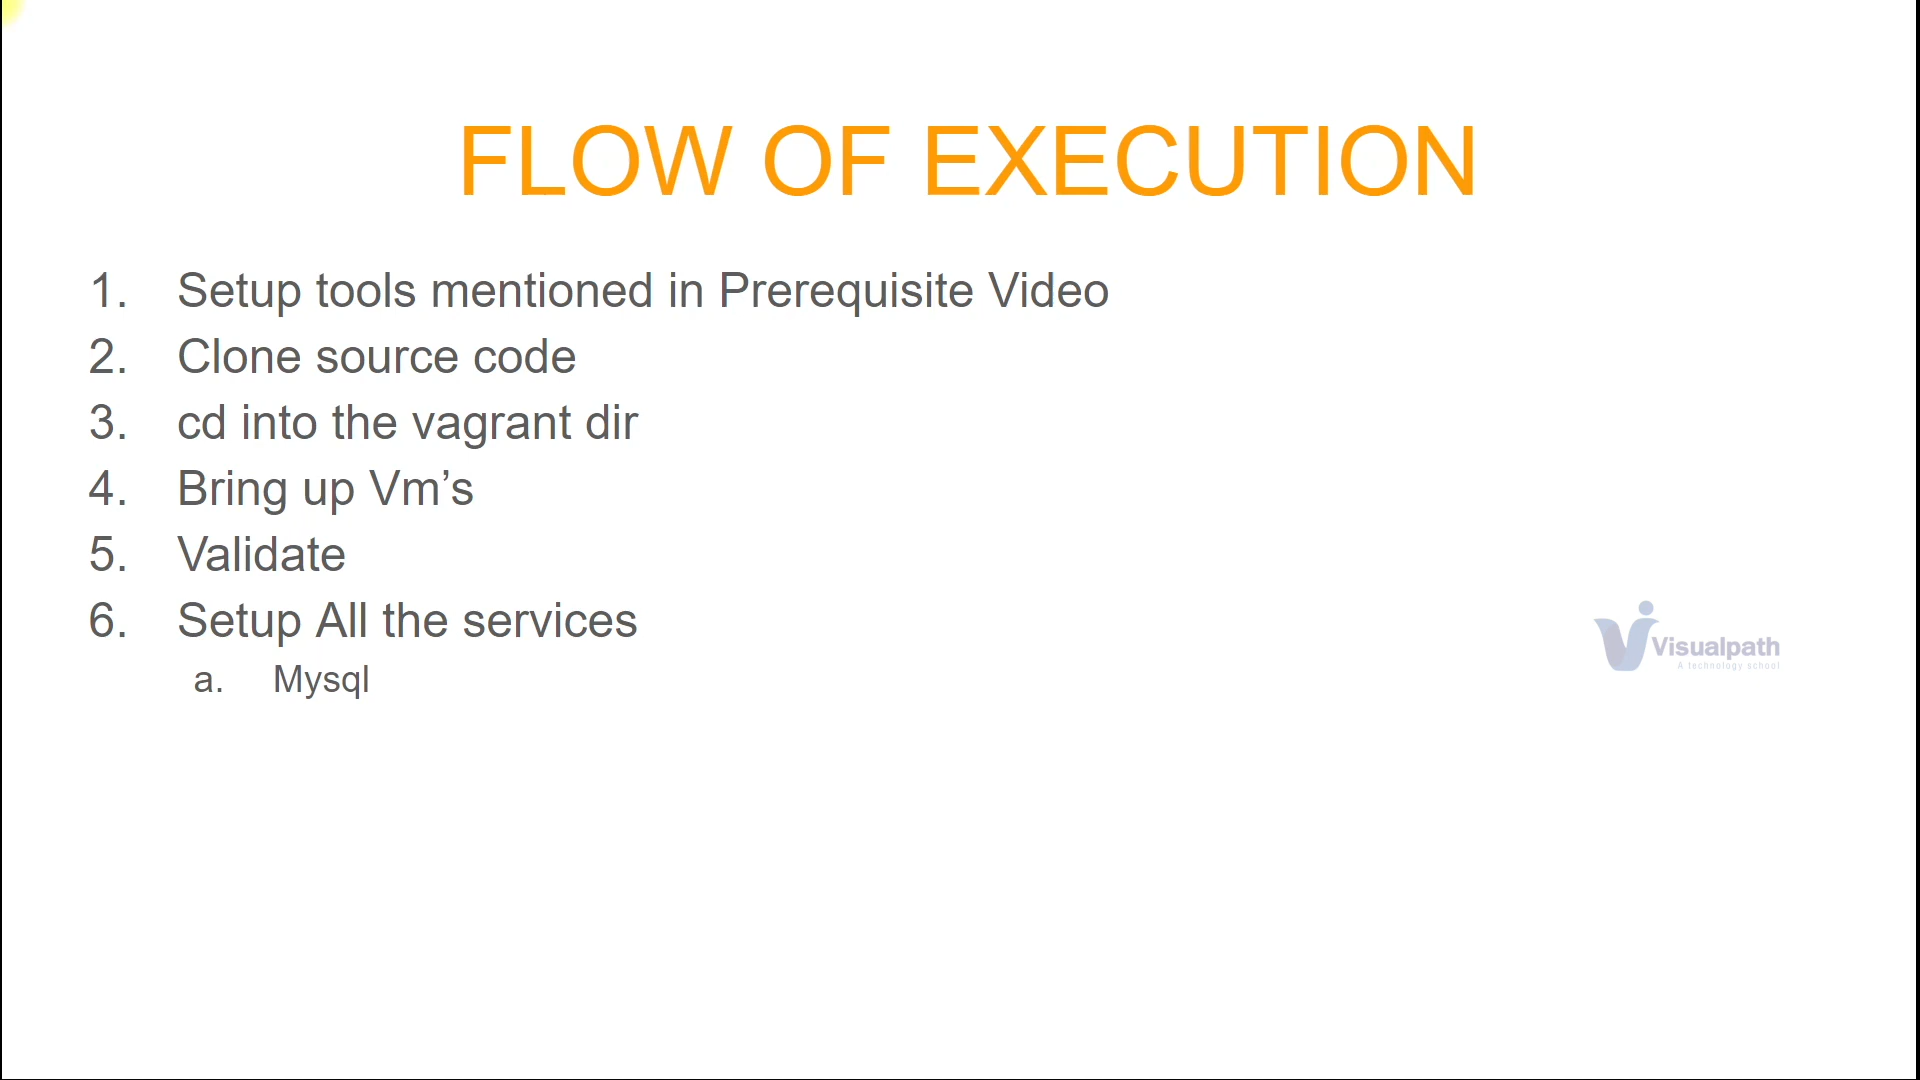 FLOW OF EXECUTION
1. Setup tools mentioned in Prerequisite Video
2. Clone source code
3. cd into the vagrant dir
4. Bring up Vm’s
5. Validate
6. Setup All the services
a. Mysql
Visualpath
A technology school